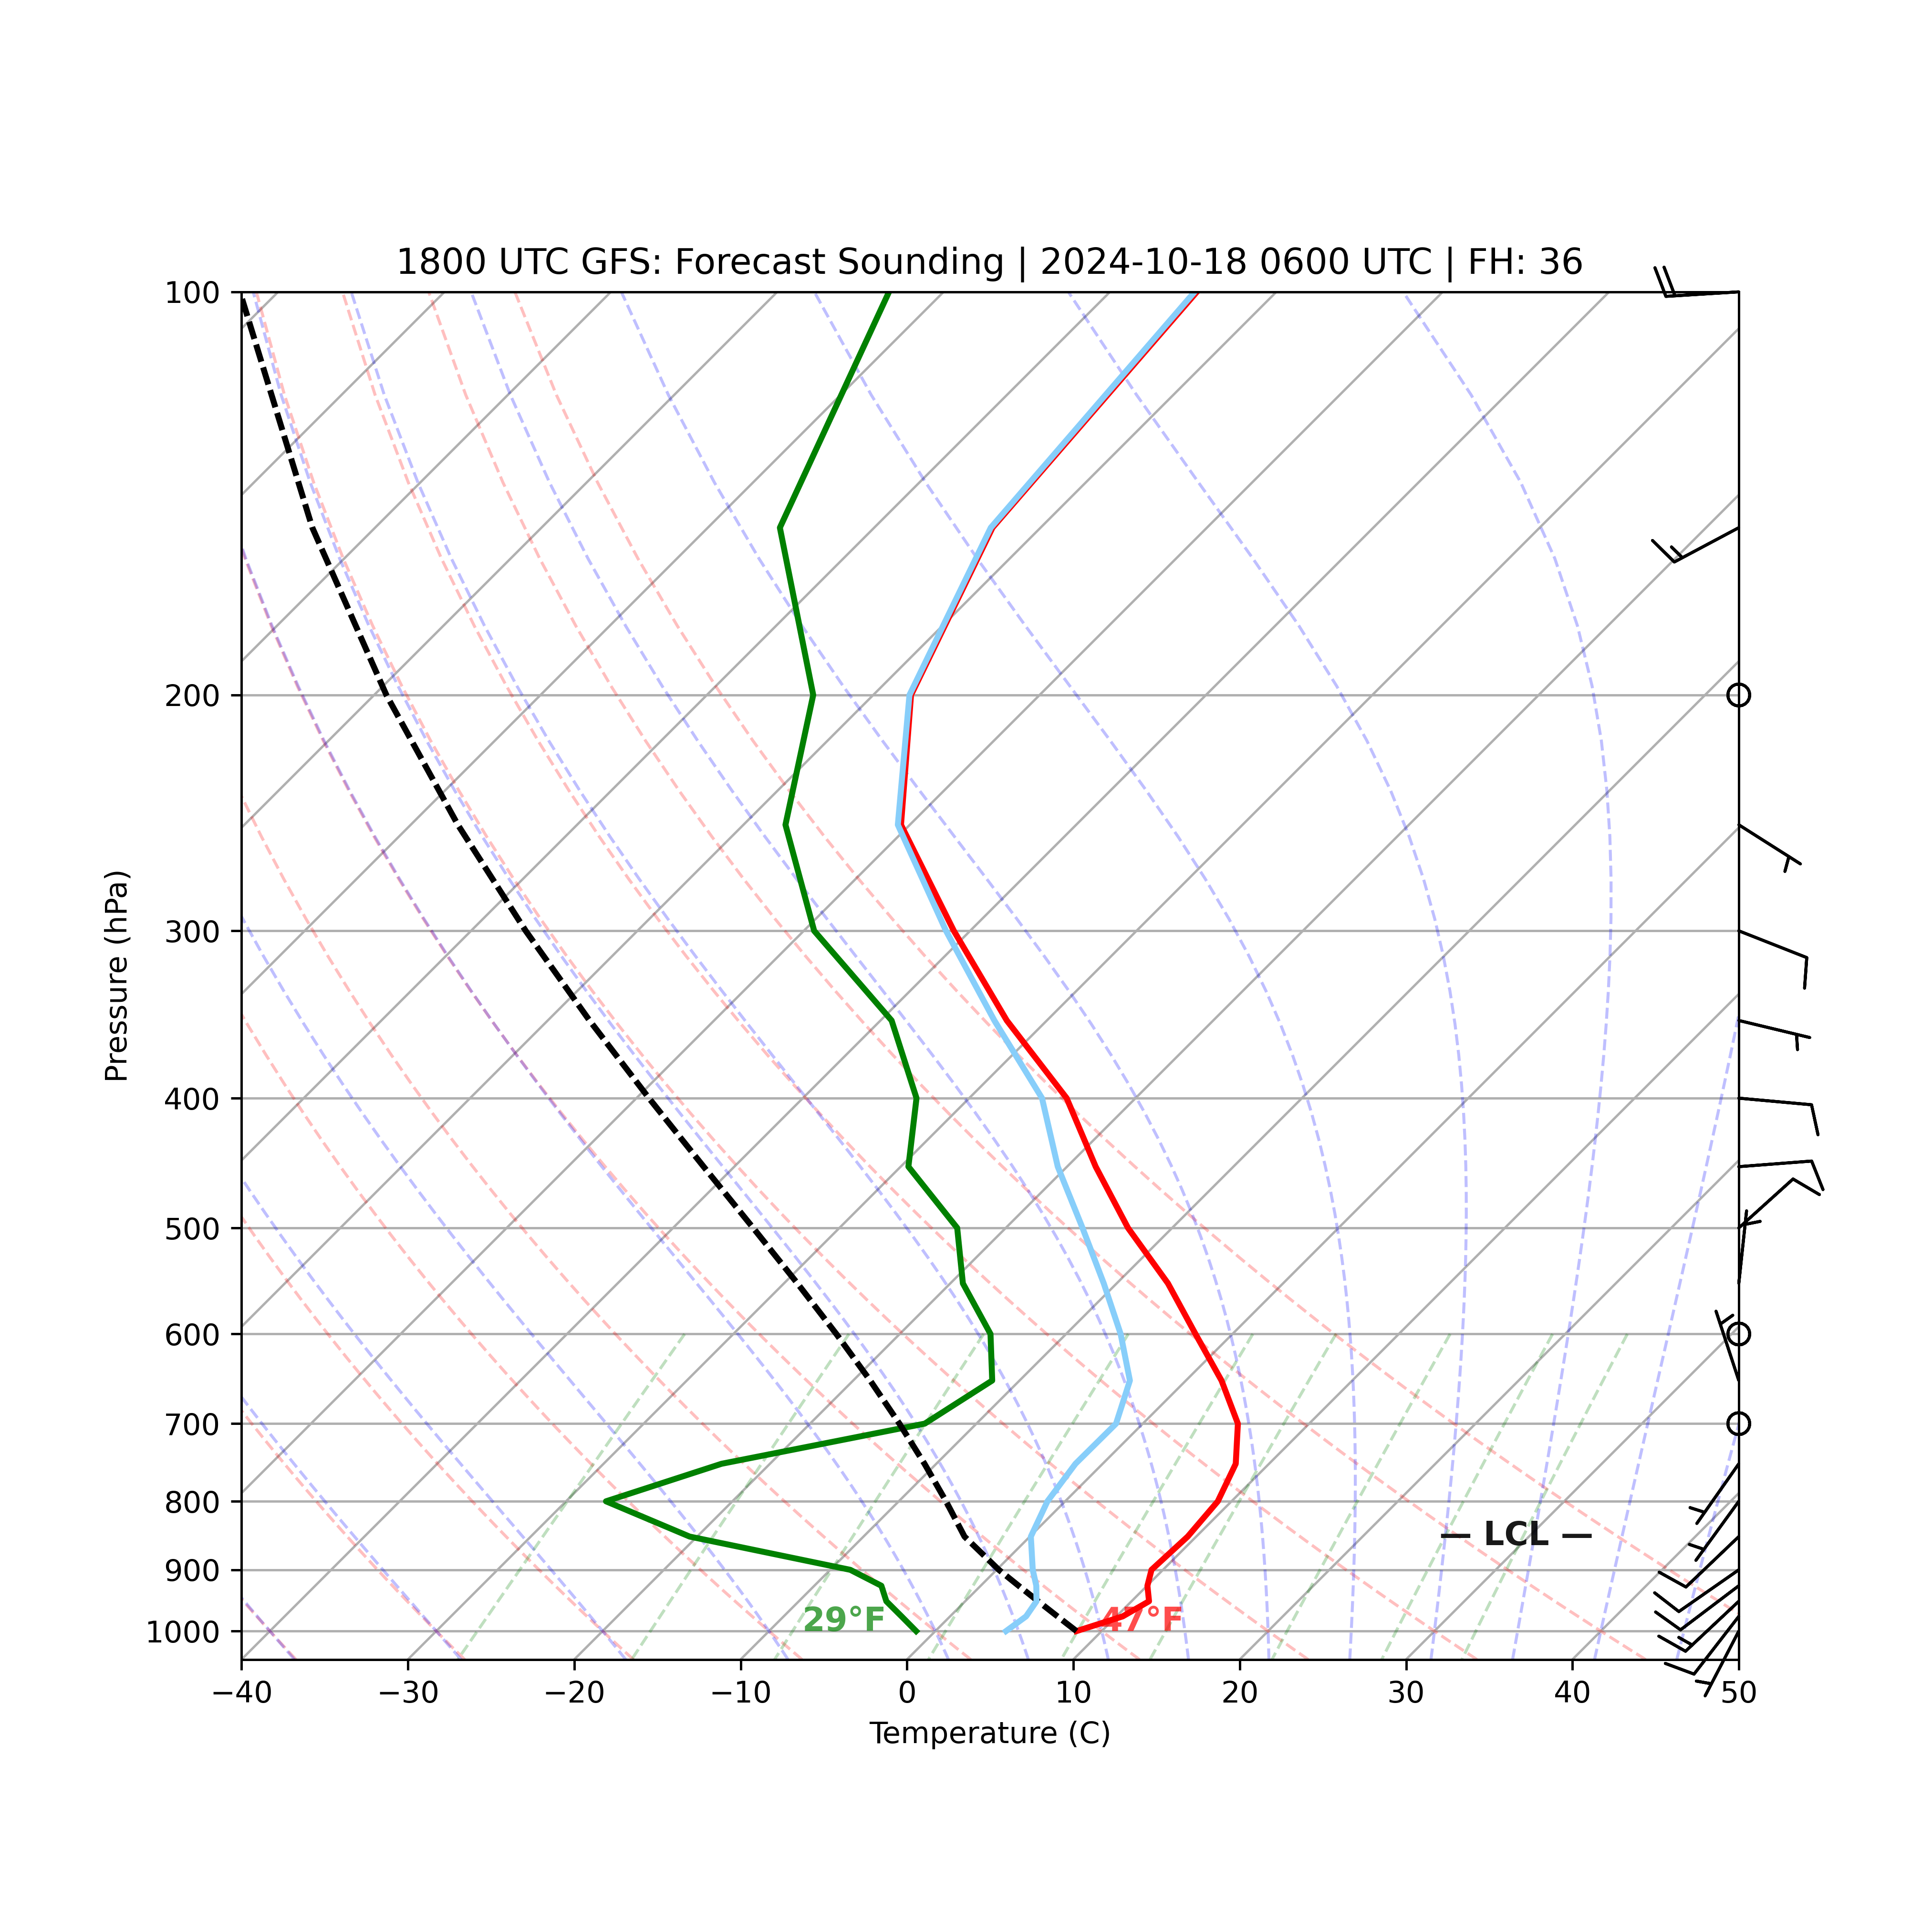 1800 UTC GFS: Forecast Sounding | 2024-10-18 0600 UTC | FH: 36
100
200
300
400
500
600
700
800
900
1000
Pressure (hPa)
— LCL —
29°F
47°F
−40 −30 −20 −10 0 10 20 30 40 50
Temperature (C)